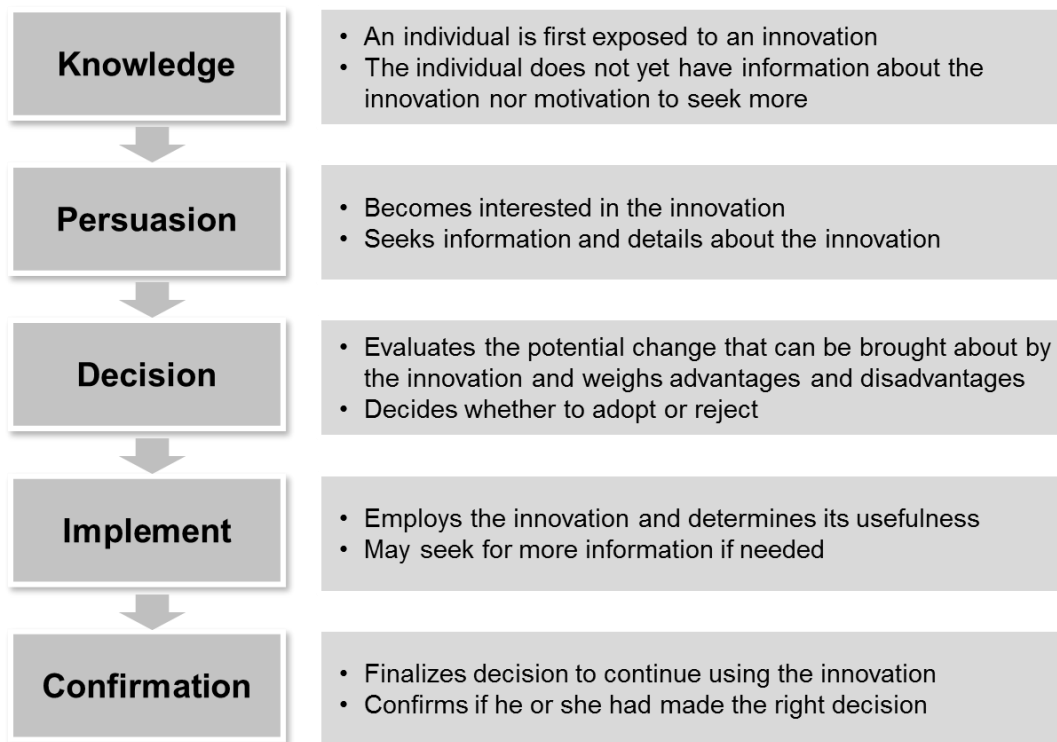 Knowledge
• An individual is first exposed to an innovation
• The individual does not yet have information about the
innovation nor motivation to seek more
Persuasion
• Becomes interested in the innovation
• Seeks information and details about the innovation
Decision
• Evaluates the potential change that can be brought about by
the innovation and weighs advantages and disadvantages
• Decides whether to adopt or reject
Implement
• Employs the innovation and determines its usefulness
• May seek for more information if needed
Confirmation
• Finalizes decision to continue using the innovation
• Confirms if he or she had made the right decision